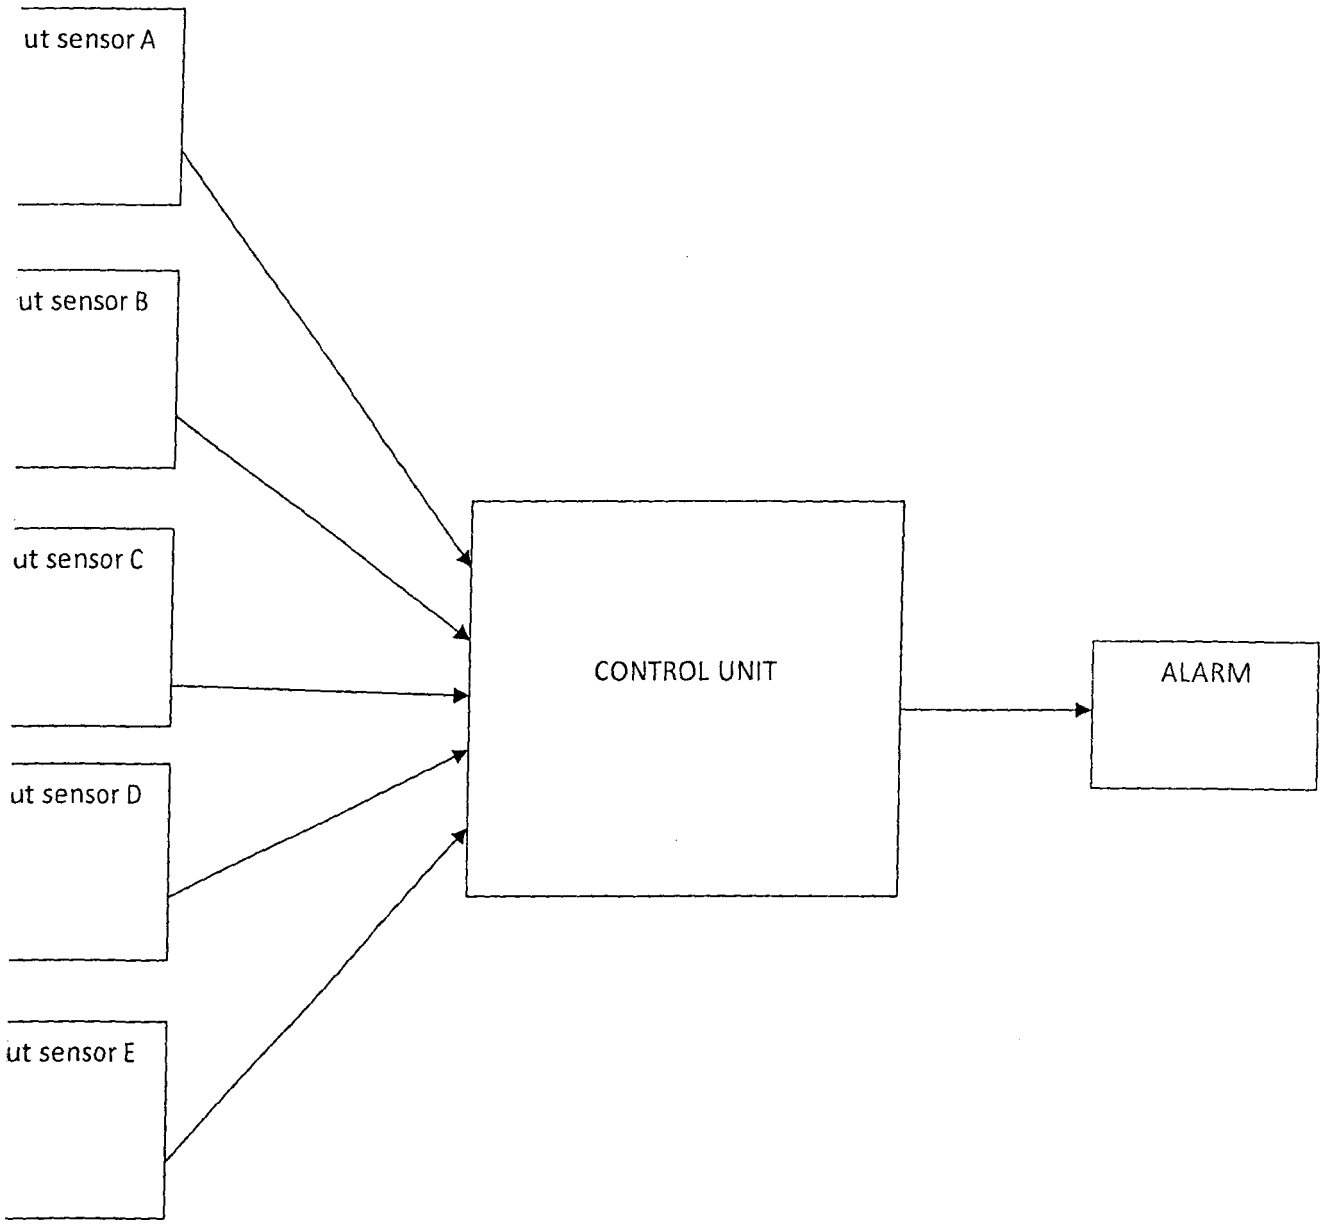 ut sensor A
ut sensor B
ut sensor C
CONTROL UNIT
ALARM
ut sensor D
ut sensor E